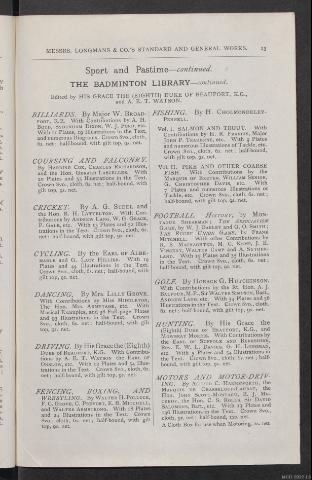 MESSRS. LONGMANS & CO.'S STANDARD AND GENERAL WORKS. 13
Sport and Pastime—continued.
THE BADMINTON LIBRARY—continued.
Edited by HIS GRACE THE (EIGHTH) DUKE OF BEAUFORT, K.G.,
and A. E. T. WATSON.
BILLIARDS. By Major W. BROAD-
FOOT, R.E. With Contributions by A. H.
BOYD, SYDENHAM DIXON, W. J. FORD, etc.
With 11 Plates, 19 Illustrations in the Text,
and numerous Diagrams. Crown 8vo., cloth,
6s. net; half-bound, with gilt top, 9s. net.
COURSING AND FALCONRY.
By HARDING COX, CHARLES RICHARDSON,
and the Hon. GERALD LASCELLES. With
20 Plates and 55 Illustrations in the Text.
Crown 8vo., cloth, 6s. net; half-bound, with
gilt top, 9s. net.
CRICKET. By A. G. STEEL and
the Hon. R. H. LYTTELTON. With Con-
tributions by ANDREW LANG, W. G. GRACE,
F. GALE, etc. With 13 Plates and 52 Illus-
trations in the Text. Crown 8vo., cloth, 6s.
net; half-bound, with gilt top, 9s. net.
CYCLING. By the EARL OF ALBE-
MARLE and G. LACY HILLIER. With 19
Plates and 44 Illustrations in the Text.
Crown 8vo., cloth, 6s. net; half-bound, with
gilt top, 9s. net.
DANCING. By Mrs. LILLY GROVE.
With Contributions by Miss MIDDLETON,
The Hon. Mrs. ARMYTAGE, etc. With
Musical Examples, and 38 Full-page Plates
and 93 Illustrations in the Text. Crown
8vo., cloth, 6s. net; half-bound, with gilt
top, 9s. net.
DRIVING. By His Grace the (Eighth)
DUKE of BEAUFORT, K.G. With Contribu-
tions by A. E. T. WATSON, the EARL OF
ONSLOW, etc. With 12 Plates and 54 Illus-
trations in the Text. Crown 8vo., cloth, 6s.
net; half-bound, with gilt top, 9s. net.
FENCING, BOXING, AND
WRESTLING. By WALTER H. POLLOCK,
F. C. GROVE, C. PREVOST, E. B. MITCHELL,
and WALTER ARMSTRONG. With 18 Plates
and 24 Illustrations in the Text. Crown
8vo., cloth, 6s. net; half-bound, with gilt
top, 9s. net.
FISHING. By H. CHOLMONDELEY-
PENNELL.
Vol. I. SALMON AND TROUT. With
Contributions by H. R. FRANCIS, Major
JOHN P. TRAHERNE, etc. With 9 Plates
and numerous Illustrations of Tackle, etc.
Crown 8vo., cloth, 6s. net; half-bound,
with gilt top, 9s. net.
Vol. II. PIKE AND OTHER COARSE
FISH. With Contributions by the
MARQUIS OF EXETER, WILLIAM SENIOR,
G. CHRISTOPHER DAVIS, etc. With
7 Plates and numerous Illustrations of
Tackle, etc. Crown 8vo., cloth, 6s. net;
half-bound, with gilt top, 9s. net.
FOOTBALL. HISTORY, by MON-
TAGUE SHEARMAN; THE ASSOCIATION
GAME, by W. J. OAKLEY and G. O. SMITH;
THE RUGBY UNION GAME, by FRANK
MITCHELL. With other Contributions by
R. E. MACNAGHTEN, M. C. KEMP, J. E.
VINCENT, WALTER CAMP and A. SUTHER-
LAND. With 19 Plates and 35 Illustrations
in the Text. Crown 8vo., cloth, 6s. net;
half-bound, with gilt top, 9s. net.
GOLF. By HORACE G. HUTCHINSON.
With Contributions by the Rt. Hon. A. J.
BALFOUR, M.P., Sir WALTER SIMPSON, Bart.,
ANDREW LANG, etc. With 34 Plates and 56
Illustrations in the Text. Crown 8vo., cloth,
6s. net; half-bound, with gilt top, 9s. net.
HUNTING. By His Grace the
(Eighth) DUKE OF BEAUFORT, K.G., and
MOWBRAY MORRIS. With Contributions by
the EARL OF SUFFOLK AND BERKSHIRE,
Rev. E. W. L. DAVIES, G. H. LONGMAN,
etc. With 5 Plates and 54 Illustrations in
the Text. Crown 8vo., cloth, 6s. net; half-
bound, with gilt top, 9s. net.
MOTORS AND MOTOR-DRIV-
ING. By ALFRED C. HARMSWORTH, the
MARQUIS DE CHASSELOUP-LAUBAT, the
Hon. JOHN SCOTT-MONTAGU, R. J. ME-
CREDY, the Hon. C. S. ROLLS, Sir DAVID
SALOMONS, Bart., etc. With 13 Plates and
136 Illustrations in the Text. Crown 8vo.,
cloth, 9s. net; half-bound, 12s. net.
A Cloth Box for use when Motoring, 2s. net.